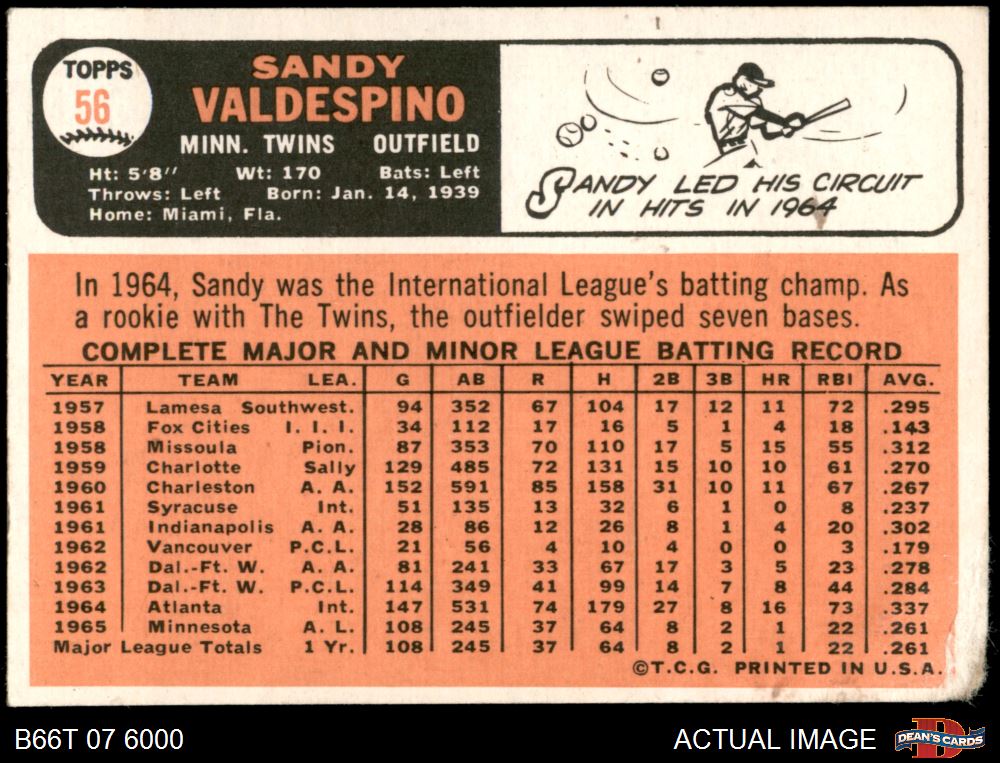 TOPPS
56
SANDY
VALDESPINO
MINN. TWINS OUTFIELD
Ht: 5'8" Wt: 170 Bats: Left
Throws: Left Born: Jan. 14, 1939
Home: Miami, Fla.
SANDY LED HIS CIRCUIT
IN HITS IN 1964
In 1964, Sandy was the International League's batting champ. As
a rookie with The Twins, the outfielder swiped seven bases.
COMPLETE MAJOR AND MINOR LEAGUE BATTING RECORD
YEAR TEAM LEA. G AB R H 2B 3B HR RBI AVG.
1957 Lamesa Southwest. 94 352 67 104 17 12 11 72 .295
1958 Fox Cities I. I. I. 34 112 17 16 5 1 4 18 .143
1958 Missoula Pion. 87 353 70 110 17 5 15 55 .312
1959 Charlotte Sally 129 485 72 131 15 10 10 61 .270
1960 Charleston A. A. 152 591 85 158 31 10 11 67 .267
1961 Syracuse Int. 51 135 13 32 6 1 0 8 .237
1961 Indianapolis A. A. 28 86 12 26 8 1 4 20 .302
1962 Vancouver P.C.L. 21 56 4 10 4 0 0 3 .179
1962 Dal.-Ft. W. A. A. 81 241 33 67 17 3 5 23 .278
1963 Dal.-Ft. W. P.C.L. 114 349 41 99 14 7 8 44 .284
1964 Atlanta Int. 147 531 74 179 27 8 16 73 .337
1965 Minnesota A. L. 108 245 37 64 8 2 1 22 .261
Major League Totals 1 Yr. 108 245 37 64 8 2 1 22 .261
©T.C.G. PRINTED IN U.S.A.
B66T 07 6000 ACTUAL IMAGE DEAN'S CARDS